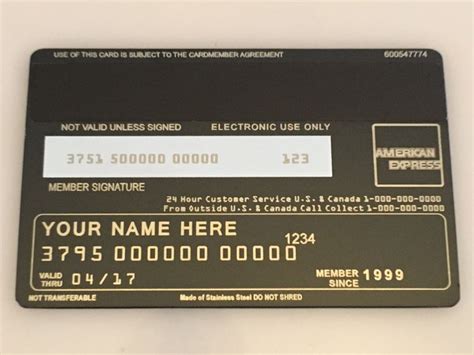 USE OF THIS CARD IS SUBJECT TO THE CARDMEMBER AGREEMENT 600547774
NOT VALID UNLESS SIGNED ELECTRONIC USE ONLY
3751 500000 00000 123
AMERICAN EXPRESS
MEMBER SIGNATURE
24 Hour Customer Service U.S. & Canada 1-000-000-0000
From Outside U.S. & Canada Call Collect 1-000-000-0000
YOUR NAME HERE
1234
3795 000000 00000
VALID THRU 04/17 MEMBER SINCE 1999
NOT TRANSFERABLE Made of Stainless Steel DO NOT SHRED